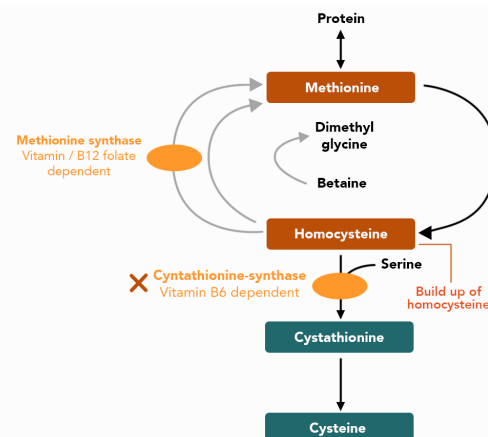 Protein
Methionine
Methionine synthase
Vitamin / B12 folate
dependent
Dimethyl
glycine
Betaine
Homocysteine
Serine
Cyntathionine-synthase
Vitamin B6 dependent
Build up of
homocysteine
Cystathionine
Cysteine